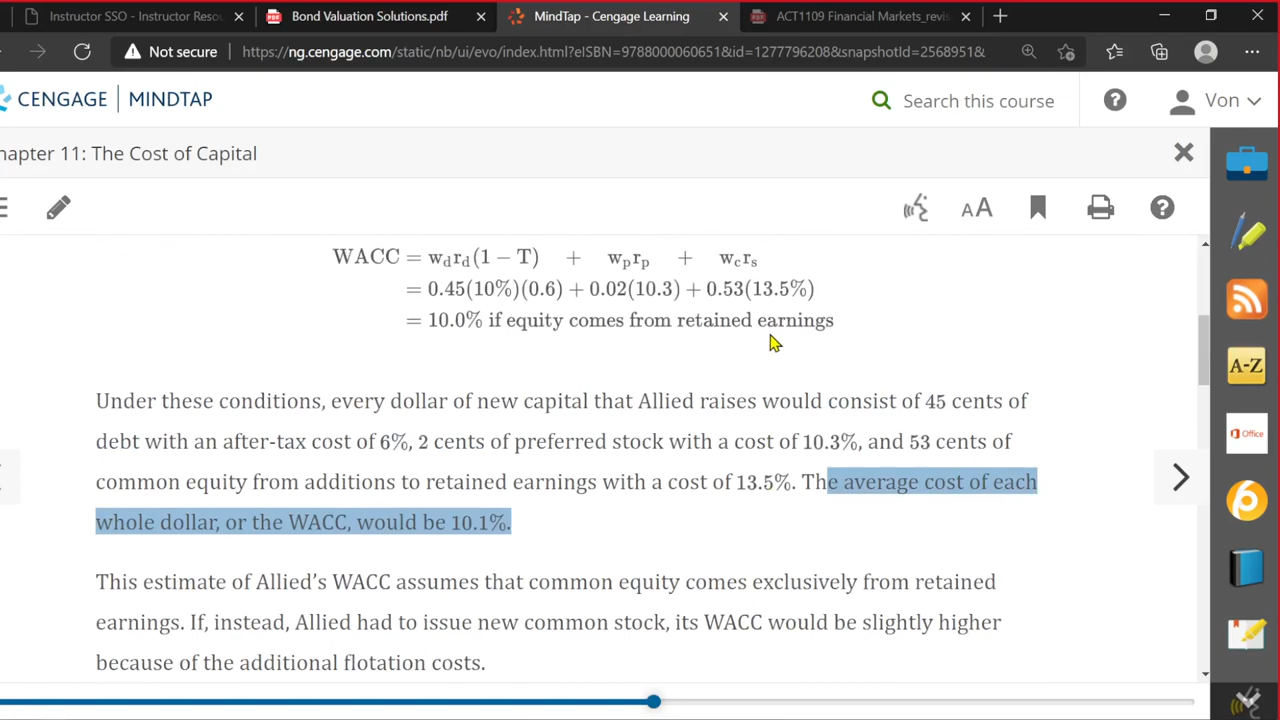 Instructor SSO - Instructor Resou
Bond Valuation Solutions.pdf
MindTap - Cengage Learning
ACT1109 Financial Markets_revis
Not secure
https://ng.cengage.com/static/nb/ui/evo/index.html?eISBN=9788000060651&id=1277796208&snapshotId=2568951&
CENGAGE MINDTAP
Search this course
Von
hapter 11: The Cost of Capital
AA
WACC = wdrd(1 − T) + wprp + wcrs
= 0.45(10%)(0.6) + 0.02(10.3) + 0.53(13.5%)
= 10.0% if equity comes from retained earnings
A-Z
Office
Under these conditions, every dollar of new capital that Allied raises would consist of 45 cents of
debt with an after-tax cost of 6%, 2 cents of preferred stock with a cost of 10.3%, and 53 cents of
common equity from additions to retained earnings with a cost of 13.5%. The average cost of each
whole dollar, or the WACC, would be 10.1%.
This estimate of Allied's WACC assumes that common equity comes exclusively from retained
earnings. If, instead, Allied had to issue new common stock, its WACC would be slightly higher
because of the additional flotation costs.